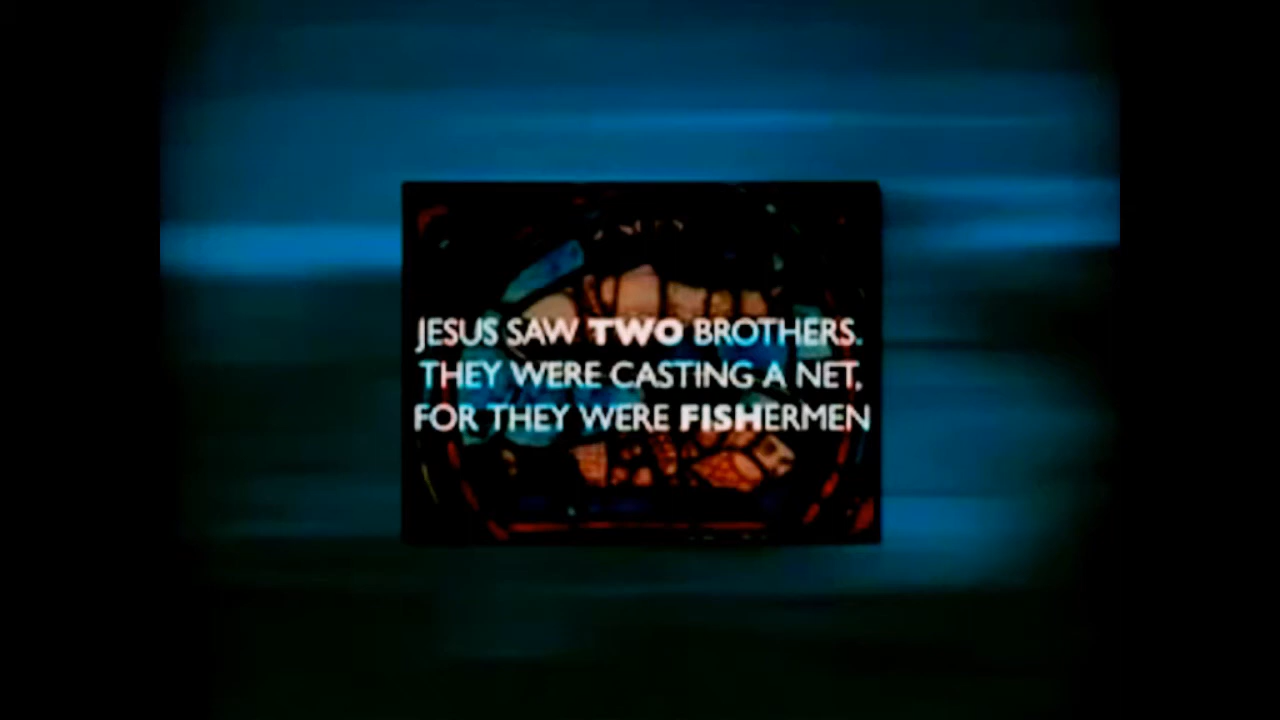 JESUS SAW TWO BROTHERS.
THEY WERE CASTING A NET,
FOR THEY WERE FISHERMEN